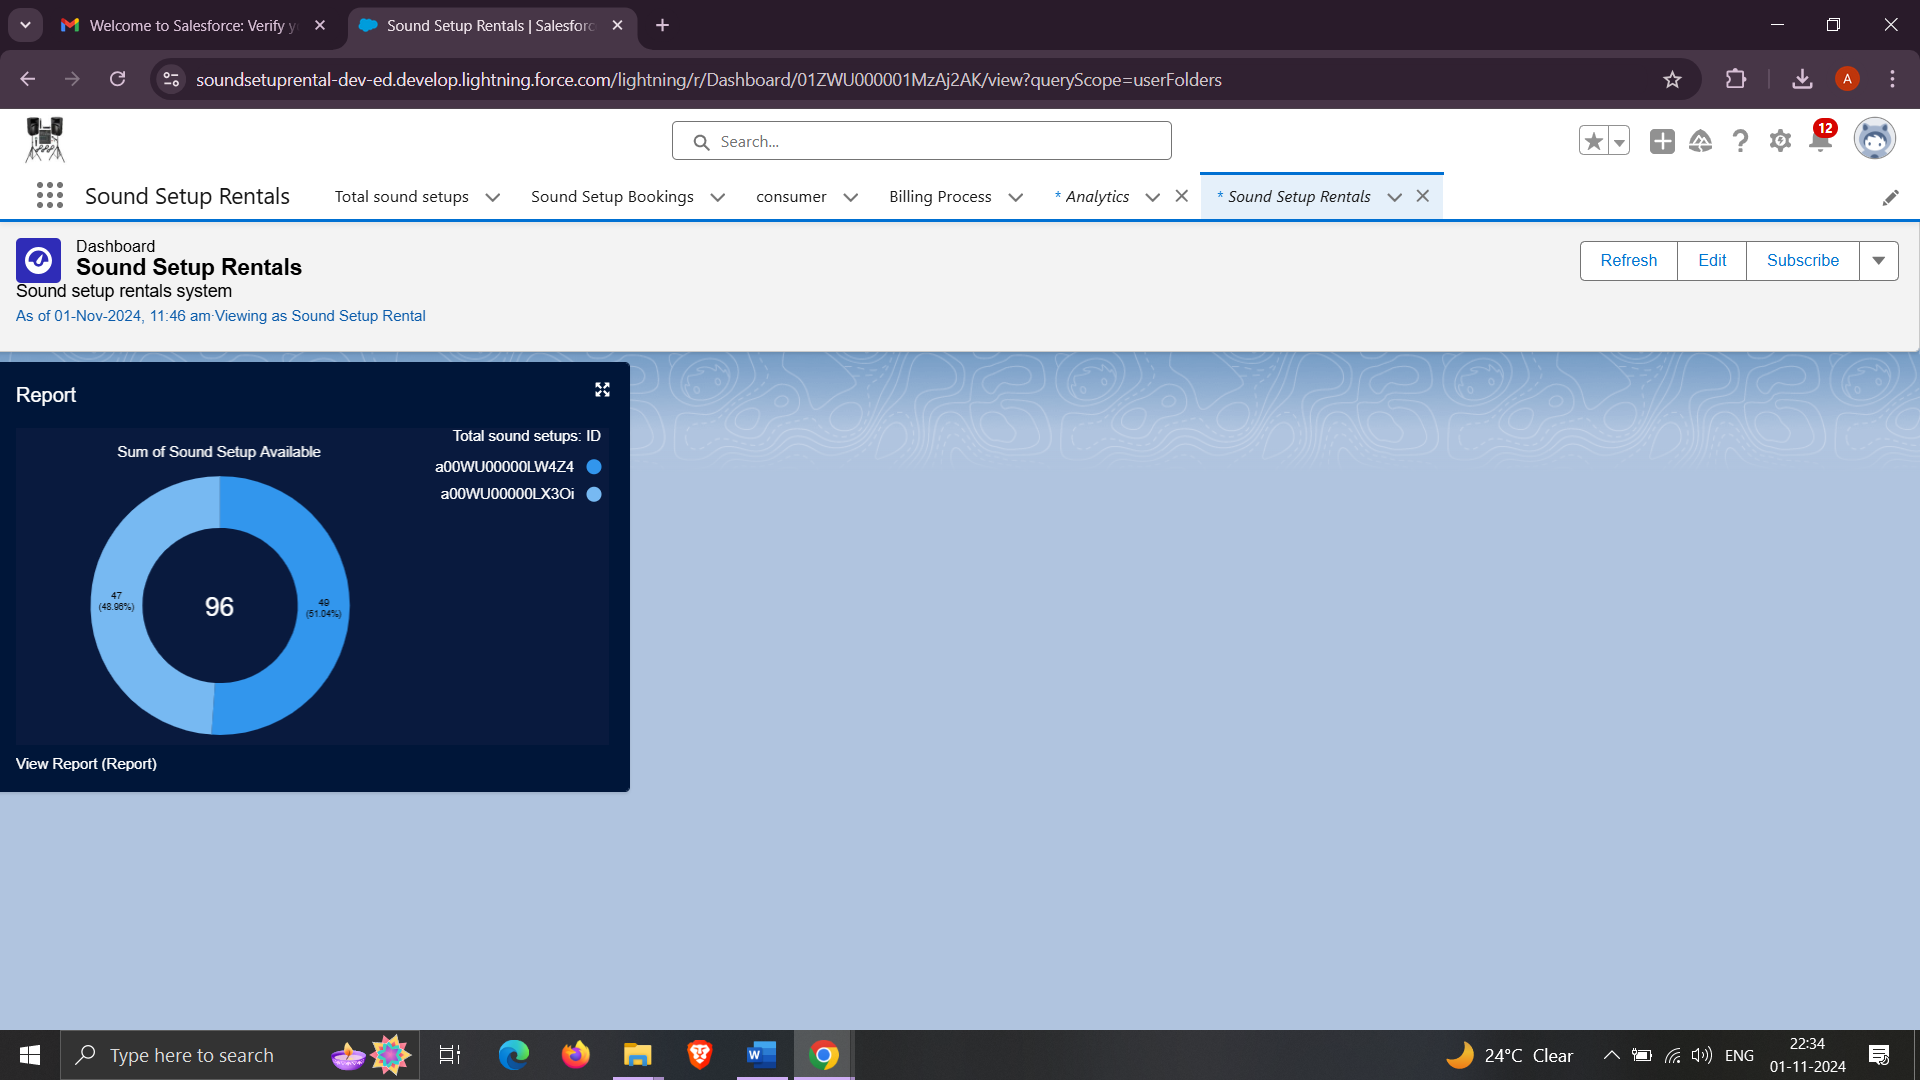 Welcome to Salesforce: Verify y
Sound Setup Rentals | Salesforc
soundsetuprental-dev-ed.develop.lightning.force.com/lightning/r/Dashboard/01ZWU000001MzAj2AK/view?queryScope=userFolders
A
Search...
12
Sound Setup Rentals
Total sound setups
Sound Setup Bookings
consumer
Billing Process
* Analytics
* Sound Setup Rentals
Dashboard
Sound Setup Rentals
Sound setup rentals system
As of 01-Nov-2024, 11:46 am·Viewing as Sound Setup Rental
Refresh
Edit
Subscribe
Report
Total sound setups: ID
Sum of Sound Setup Available
a00WU00000LW4Z4
a00WU00000LX3Oi
47
(48.96%)
96
49
(51.04%)
View Report (Report)
Type here to search
24°C Clear
ENG
22:34
01-11-2024